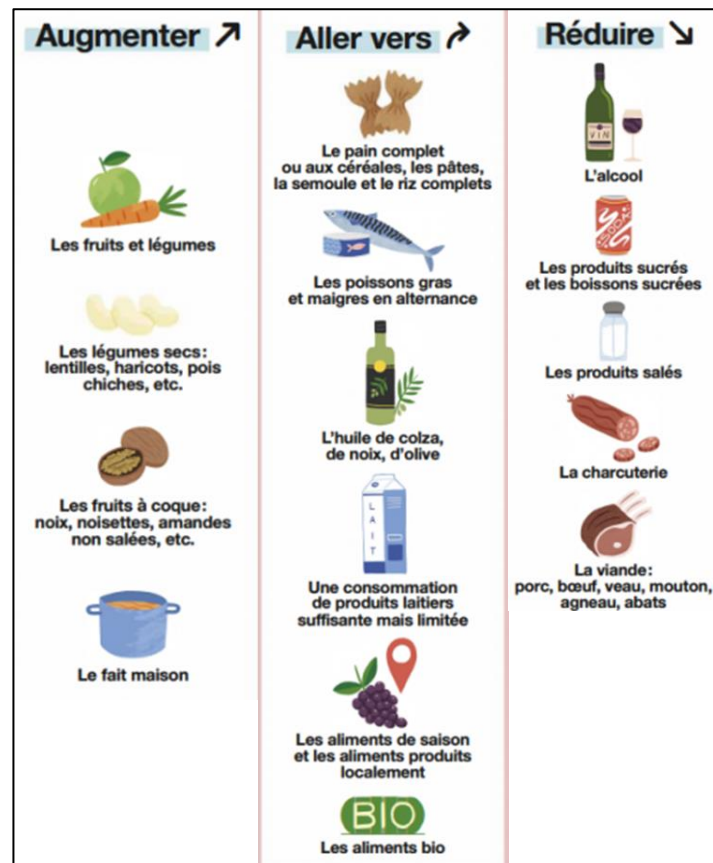 Augmenter
Les fruits et légumes
Les légumes secs :
lentilles, haricots, pois
chiches, etc.
Les fruits à coque :
noix, noisettes, amandes
non salées, etc.
Le fait maison
Aller vers
Le pain complet
ou aux céréales, les pâtes,
la semoule et le riz complets
Les poissons gras
et maigres en alternance
L'huile de colza,
de noix, d'olive
LAIT
Une consommation
de produits laitiers
suffisante mais limitée
Les aliments de saison
et les aliments produits
localement
BIO
Les aliments bio
Réduire
VIN
L'alcool
SODA
Les produits sucrés
et les boissons sucrées
Les produits salés
La charcuterie
La viande :
porc, bœuf, veau, mouton,
agneau, abats